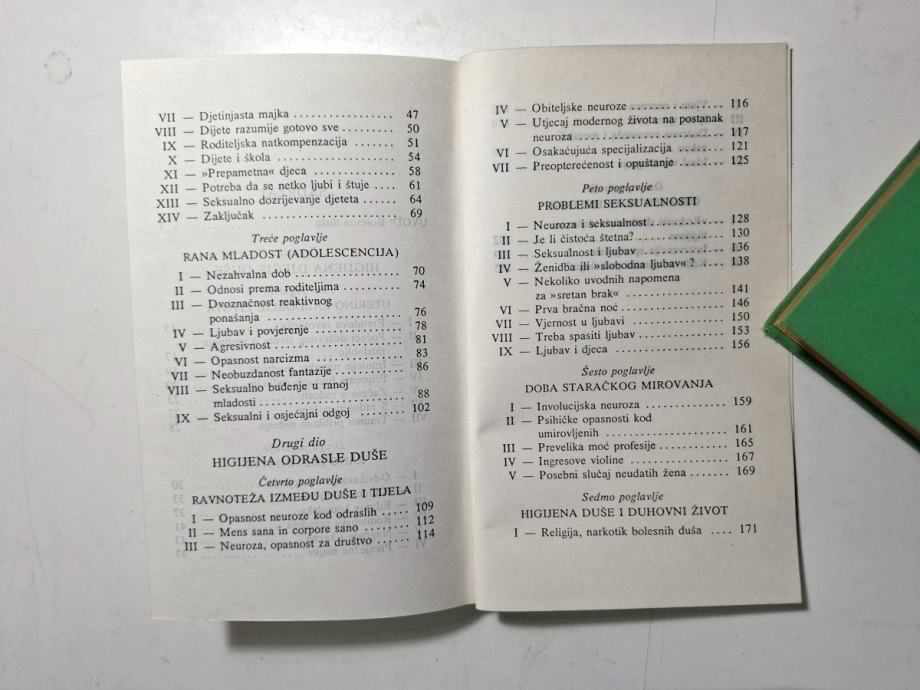 VII — Djetinjasta majka .................. 47
VIII — Dijete razumije gotovo sve ......... 50
IX — Roditeljska natkompenzacija ....... 51
X — Dijete i škola ..................... 54
XI — »Prepametna« djeca ............... 58
XII — Potreba da se netko ljubi i štuje .... 61
XIII — Seksualno dozrijevanje djeteta ...... 64
XIV — Zaključak ........................ 69
Treće poglavlje
RANA MLADOST (ADOLESCENCIJA)
I — Nezahvalna dob .................. 70
II — Odnosi prema roditeljima .......... 74
III — Dvoznačnost reaktivnog
ponašanja ..................... 76
IV — Ljubav i povjerenje ............... 78
V — Agresivnost ..................... 81
VI — Opasnost narcizma ............... 83
VII — Neobuzdanost fantazije ............ 86
VIII — Seksualno buđenje u ranoj
mladosti ........................ 88
IX — Seksualni i osjećajni odgoj ......... 102
Drugi dio
HIGIJENA ODRASLE DUŠE
Četvrto poglavlje
RAVNOTEŽA IZMEĐU DUŠE I TIJELA
I — Opasnost neuroze kod odraslih ..... 109
II — Mens sana in corpore sano ........ 112
III — Neuroza, opasnost za društvo ...... 114
IV — Obiteljske neuroze ................ 116
V — Utjecaj modernog života na postanak
neuroza ........................ 117
VI — Osakaćujuća specijalizacija ......... 121
VII — Preopterećenost i opuštanje ........ 125
Peto poglavlje
PROBLEMI SEKSUALNOSTI
I — Neuroza i seksualnost ............. 128
II — Je li čistoća štetna? ............... 130
III — Seksualnost i ljubav .............. 136
IV — Ženidba ili »slobodna ljubav«? ..... 138
V — Nekoliko uvodnih napomena
za »sretan brak« ................ 141
VI — Prva bračna noć ................. 146
VII — Vjernost u ljubavi ................ 150
VIII — Treba spasiti ljubav ............... 153
IX — Ljubav i djeca ................... 156
Šesto poglavlje
DOBA STARAČKOG MIROVANJA
I — Involucijska neuroza .............. 159
II — Psihičke opasnosti kod
umirovljenih .................... 161
III — Prevelika moć profesije ............ 165
IV — Ingresove violine ................. 167
V — Posebni slučaj neudatih žena ....... 169
Sedmo poglavlje
HIGIJENA DUŠE I DUHOVNI ŽIVOT
I — Religija, narkotik bolesnih duša .... 171